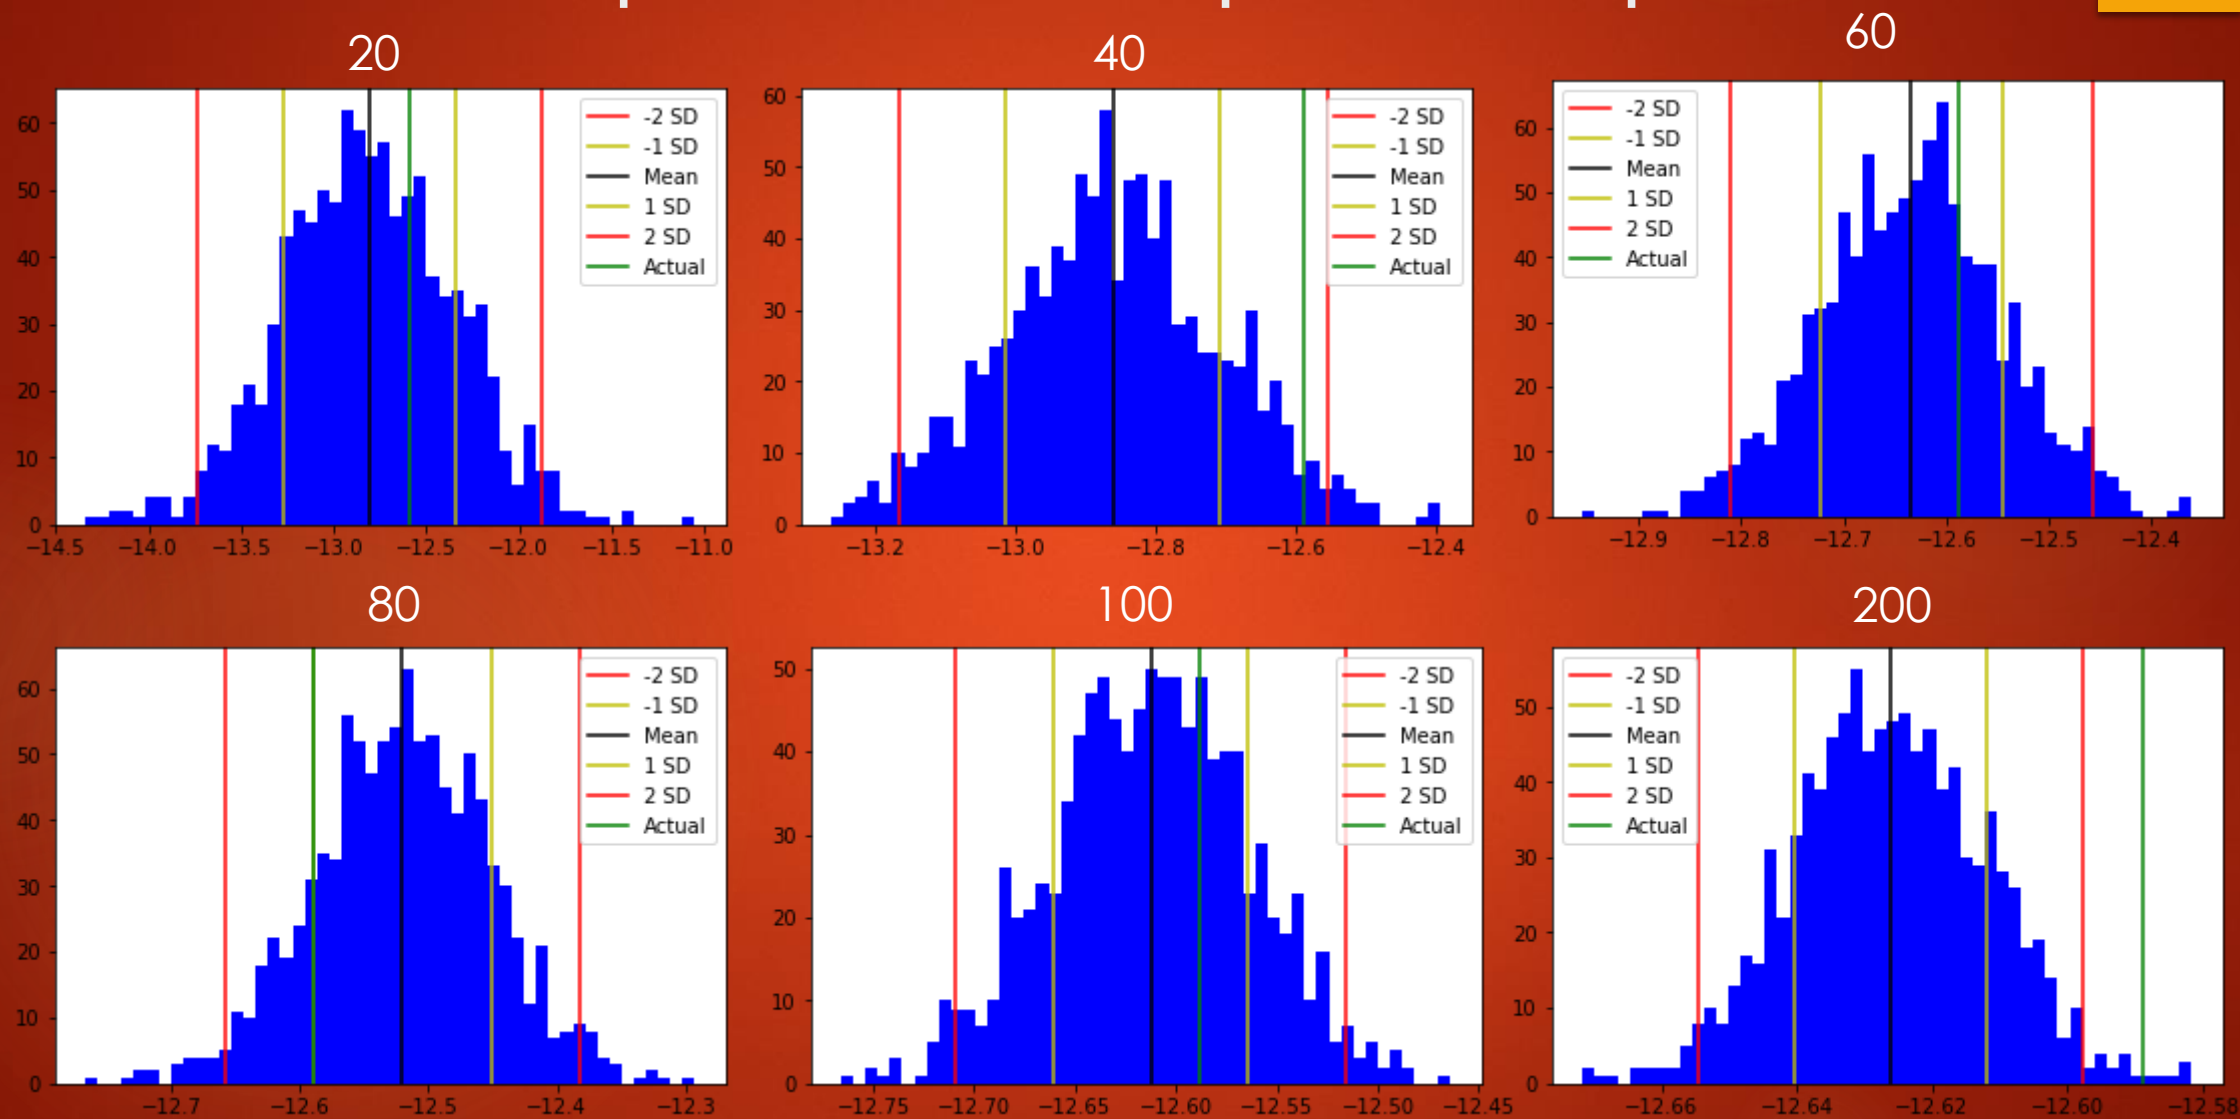 20
40
60
60
50
40
30
20
10
0
−14.5 −14.0 −13.5 −13.0 −12.5 −12.0 −11.5 −11.0
-2 SD
-1 SD
Mean
1 SD
2 SD
Actual
60
50
40
30
20
10
0
−13.2 −13.0 −12.8 −12.6 −12.4
-2 SD
-1 SD
Mean
1 SD
2 SD
Actual
60
50
40
30
20
10
0
−12.9 −12.8 −12.7 −12.6 −12.5 −12.4
-2 SD
-1 SD
Mean
1 SD
2 SD
Actual
80
100
200
60
50
40
30
20
10
0
−12.7 −12.6 −12.5 −12.4 −12.3
-2 SD
-1 SD
Mean
1 SD
2 SD
Actual
50
40
30
20
10
0
−12.75 −12.70 −12.65 −12.60 −12.55 −12.50 −12.45
-2 SD
-1 SD
Mean
1 SD
2 SD
Actual
50
40
30
20
10
0
−12.66 −12.64 −12.62 −12.60 −12.58
-2 SD
-1 SD
Mean
1 SD
2 SD
Actual